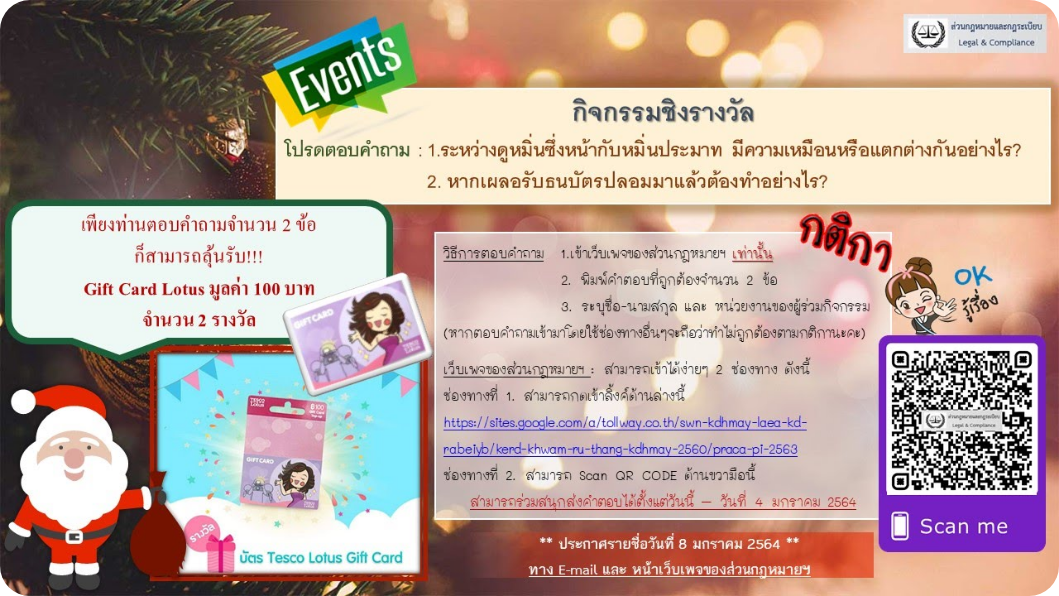 Events
ส่วนกฎหมายและกฎระเบียบ
Legal & Compliance
กิจกรรมชิงรางวัล
โปรดตอบคำถาม : 1.ระหว่างดูหมิ่นซึ่งหน้ากับหมิ่นประมาท มีความเหมือนหรือแตกต่างกันอย่างไร?
2. หากเผลอรับธนบัตรปลอมมาแล้วต้องทำอย่างไร?
เพียงท่านตอบคำถามจำนวน 2 ข้อ
ก็สามารถลุ้นรับ!!!
Gift Card Lotus มูลค่า 100 บาท
จำนวน 2 รางวัล
GIFT CARD
กติกา
วิธีการตอบคำถาม 1.เข้าเว็บเพจของส่วนกฎหมายฯ เท่านั้น
2. พิมพ์คำตอบที่ถูกต้องจำนวน 2 ข้อ
3. ระบุชื่อ-นามสกุล และ หน่วยงานของผู้ร่วมกิจกรรม
(หากตอบคำถามเข้ามาโดยใช้ช่องทางอื่นๆจะถือว่าทำไม่ถูกต้องตามกติกานะคะ)
เว็บเพจของส่วนกฎหมายฯ : สามารถเข้าได้ง่ายๆ 2 ช่องทาง ดังนี้
ช่องทางที่ 1. สามารถกดเข้าลิ้งค์ด้านล่างนี้
https://sites.google.com/a/tollway.co.th/swn-kdhmay-laea-kd-
rabeiyb/kerd-khwam-ru-thang-kdhmay-2560/praca-pi-2563
ช่องทางที่ 2. สามารถ Scan QR CODE ด้านขวามือนี้
สามารถร่วมสนุกส่งคำตอบได้ตั้งแต่วันนี้ – วันที่ 4 มกราคม 2564
OK
รู้เรื่อง
ส่วนกฎหมายและกฎระเบียบ
Legal & Compliance
Scan me
TESCO
Lotus
GIFT CARD
รางวัล
บัตร Tesco Lotus Gift Card
** ประกาศรายชื่อวันที่ 8 มกราคม 2564 **
ทาง E-mail และ หน้าเว็บเพจของส่วนกฎหมายฯ